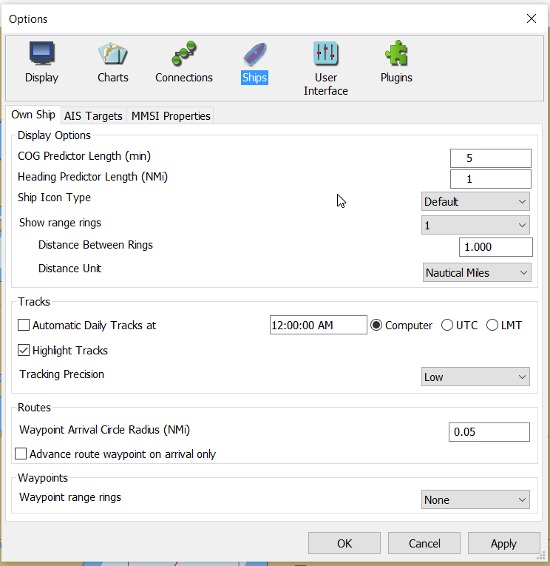 Options
Display Charts Connections Ships User Interface Plugins
Own Ship AIS Targets MMSI Properties
Display Options
COG Predictor Length (min) 5
Heading Predictor Length (NMi) 1
Ship Icon Type Default
Show range rings 1
Distance Between Rings 1.000
Distance Unit Nautical Miles
Tracks
Automatic Daily Tracks at 12:00:00 AM Computer UTC LMT
Highlight Tracks
Tracking Precision Low
Routes
Waypoint Arrival Circle Radius (NMi) 0.05
Advance route waypoint on arrival only
Waypoints
Waypoint range rings None
OK Cancel Apply